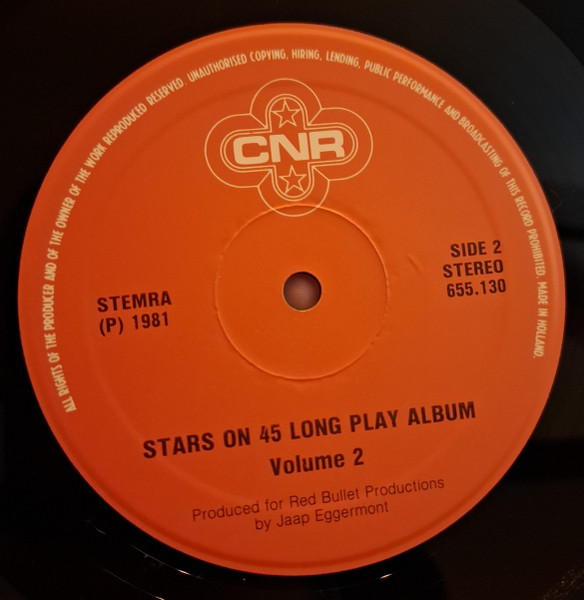 ALL RIGHTS OF THE PRODUCER AND OF THE OWNER OF THE WORK REPRODUCED RESERVED. UNAUTHORISED COPYING, HIRING, LENDING, PUBLIC PERFORMANCE AND BROADCASTING OF THIS RECORD PROHIBITED. MADE IN HOLLAND.
CNR
STEMRA
(P) 1981
SIDE 2
STEREO
655.130
STARS ON 45 LONG PLAY ALBUM
Volume 2
Produced for Red Bullet Productions
by Jaap Eggermont